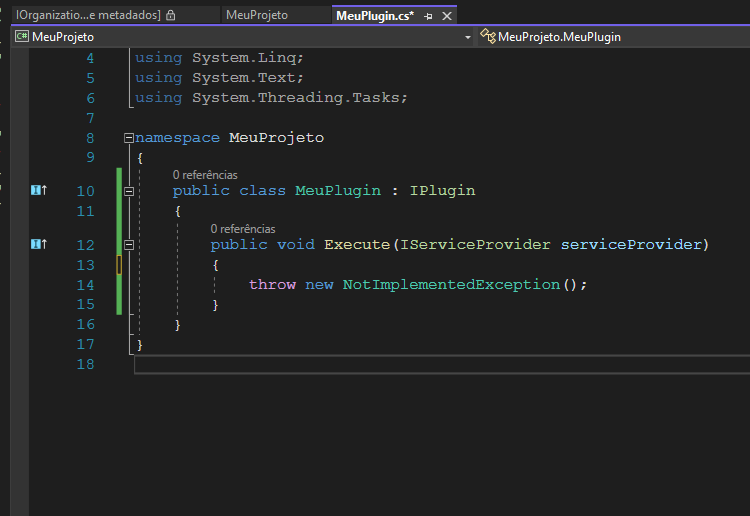 IOrganizatio...e metadados] MeuProjeto MeuPlugin.cs*
C# MeuProjeto MeuProjeto.MeuPlugin
4 using System.Linq;
5 using System.Text;
6 using System.Threading.Tasks;
7
8 namespace MeuProjeto
9 {
0 referências
10 public class MeuPlugin : IPlugin
11 {
0 referências
12 public void Execute(IServiceProvider serviceProvider)
13 {
14 throw new NotImplementedException();
15 }
16 }
17 }
18